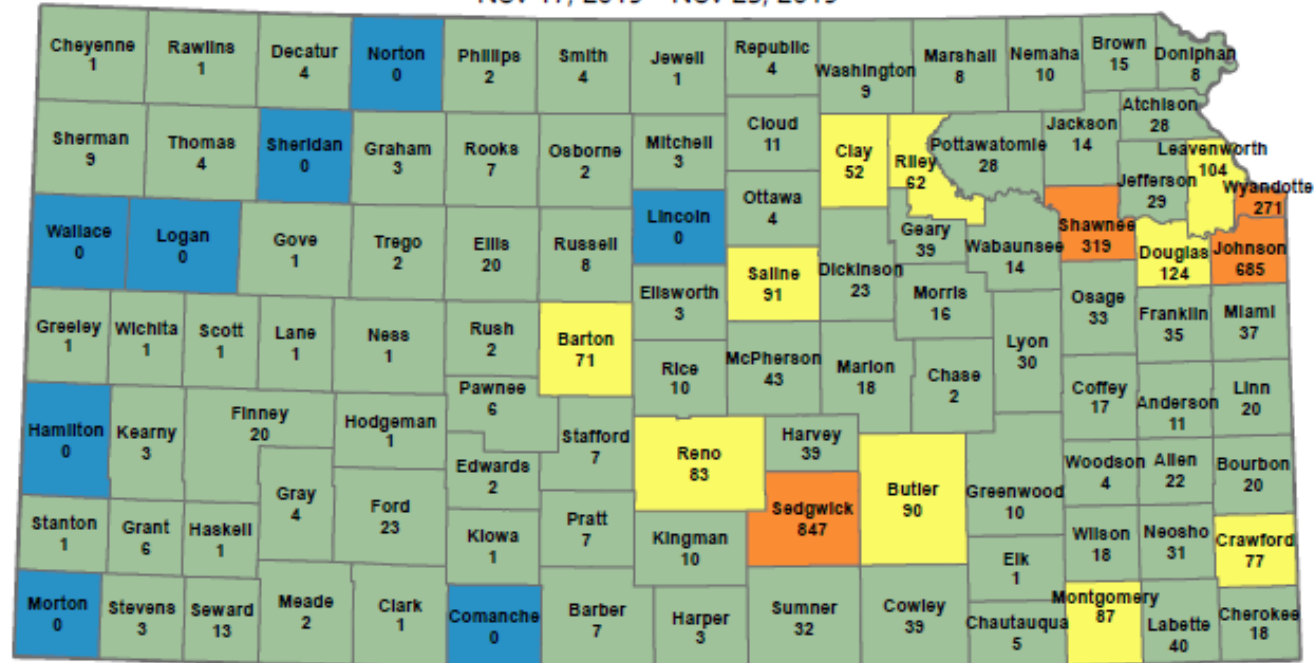 Cheyenne
1
Rawlins
1
Decatur
4
Norton
0
Phillips
2
Smith
4
Jewell
1
Republic
4
Washington
9
Marshall
8
Nemaha
10
Brown
15
Doniphan
8
Sherman
9
Thomas
4
Sheridan
0
Graham
3
Rooks
7
Osborne
2
Mitchell
3
Cloud
11
Clay
52
Riley
62
Pottawatomie
28
Jackson
14
Atchison
28
Leavenworth
104
Jefferson
29
Wyandotte
271
Wallace
0
Logan
0
Gove
1
Trego
2
Ellis
20
Russell
8
Lincoln
0
Ottawa
4
Saline
91
Dickinson
23
Geary
39
Wabaunsee
14
Shawnee
319
Douglas
124
Johnson
685
Ellsworth
3
Morris
16
Osage
33
Franklin
35
Miami
37
Greeley
1
Wichita
1
Scott
1
Lane
1
Ness
1
Rush
2
Barton
71
Rice
10
McPherson
43
Marion
18
Chase
2
Lyon
30
Coffey
17
Anderson
11
Linn
20
Hamilton
0
Kearny
3
Finney
20
Hodgeman
1
Pawnee
6
Stafford
7
Edwards
2
Reno
83
Harvey
39
Sedgwick
847
Butler
90
Greenwood
10
Woodson
4
Allen
22
Bourbon
20
Stanton
1
Grant
6
Haskell
1
Gray
4
Ford
23
Kiowa
1
Pratt
7
Kingman
10
Elk
1
Wilson
18
Neosho
31
Crawford
77
Morton
0
Stevens
3
Seward
13
Meade
2
Clark
1
Comanche
0
Barber
7
Harper
3
Sumner
32
Cowley
39
Chautauqua
5
Montgomery
87
Labette
40
Cherokee
18